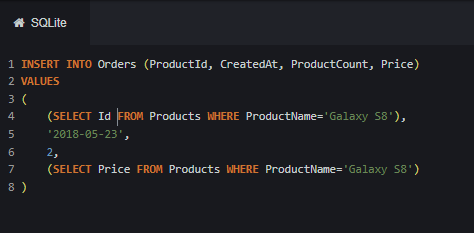 SQLite
1 INSERT INTO Orders (ProductId, CreatedAt, ProductCount, Price)
2 VALUES
3 (
4     (SELECT Id FROM Products WHERE ProductName='Galaxy S8'),
5     '2018-05-23',
6     2,
7     (SELECT Price FROM Products WHERE ProductName='Galaxy S8')
8 )